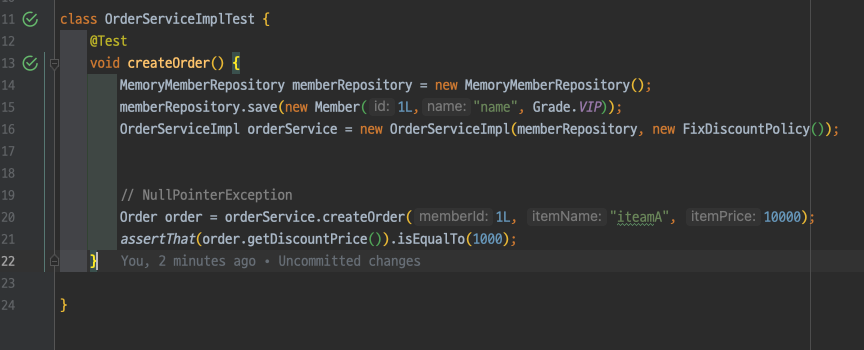 11 class OrderServiceImplTest {
12 @Test
13 void createOrder() {
14 MemoryMemberRepository memberRepository = new MemoryMemberRepository();
15 memberRepository.save(new Member( id: 1L, name: "name", Grade.VIP));
16 OrderServiceImpl orderService = new OrderServiceImpl(memberRepository, new FixDiscountPolicy());
17
18
19 // NullPointerException
20 Order order = orderService.createOrder( memberId: 1L, itemName: "iteamA", itemPrice: 10000);
21 assertThat(order.getDiscountPrice()).isEqualTo(1000);
22 } You, 2 minutes ago • Uncommitted changes
23
24 }